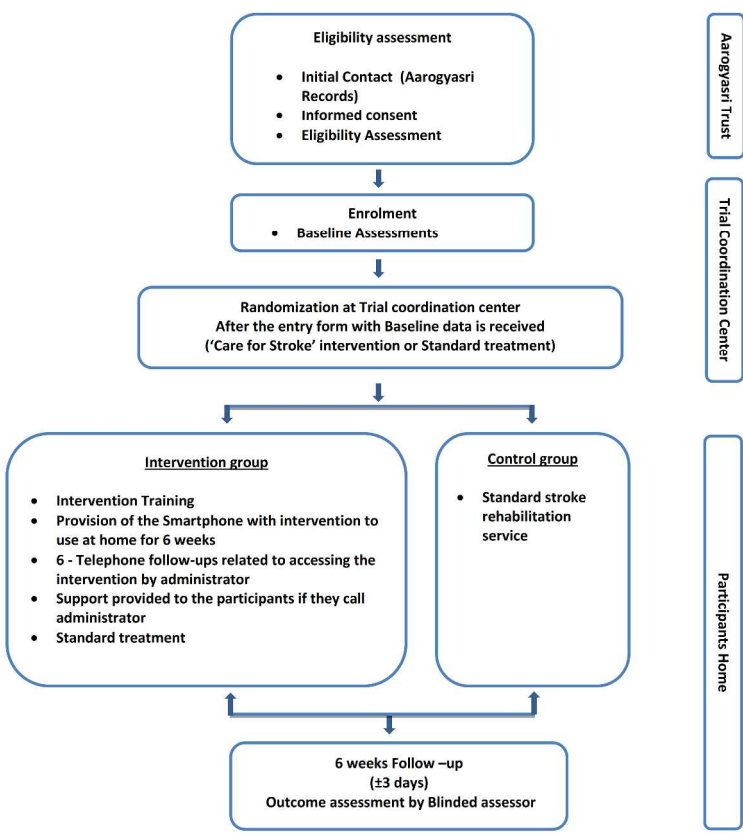 Eligibility assessment
• Initial Contact (Aarogyasri
Records)
• Informed consent
• Eligibility Assessment
Aarogyasri Trust
Enrolment
• Baseline Assessments
Randomization at Trial coordination center
After the entry form with Baseline data is received
(‘Care for Stroke’ intervention or Standard treatment)
Trial Coordination Center
Intervention group
• Intervention Training
• Provision of the Smartphone with intervention to
use at home for 6 weeks
• 6 - Telephone follow-ups related to accessing the
intervention by administrator
• Support provided to the participants if they call
administrator
• Standard treatment
Control group
• Standard stroke
rehabilitation
service
Participants Home
6 weeks Follow –up
(±3 days)
Outcome assessment by Blinded assessor